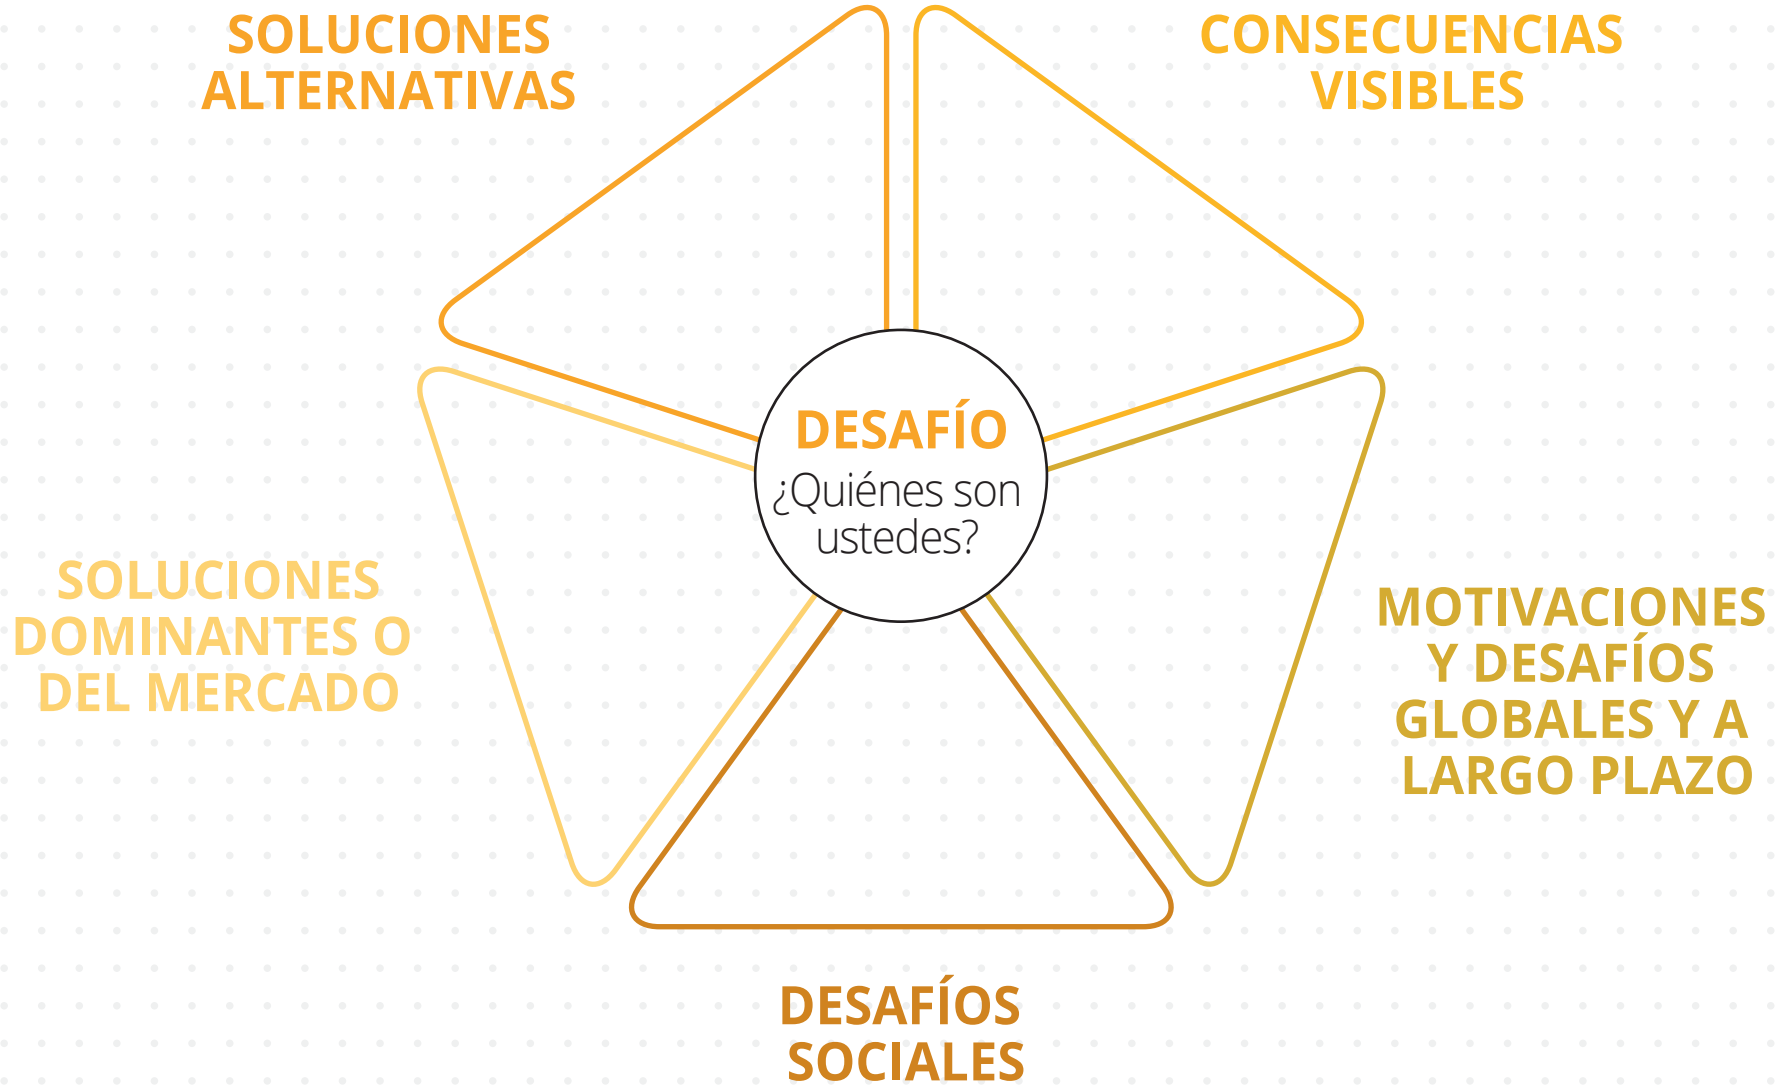 SOLUCIONES
ALTERNATIVAS
CONSECUENCIAS
VISIBLES
DESAFÍO
¿Quiénes son
ustedes?
SOLUCIONES
DOMINANTES O
DEL MERCADO
MOTIVACIONES
Y DESAFÍOS
GLOBALES Y A
LARGO PLAZO
DESAFÍOS
SOCIALES